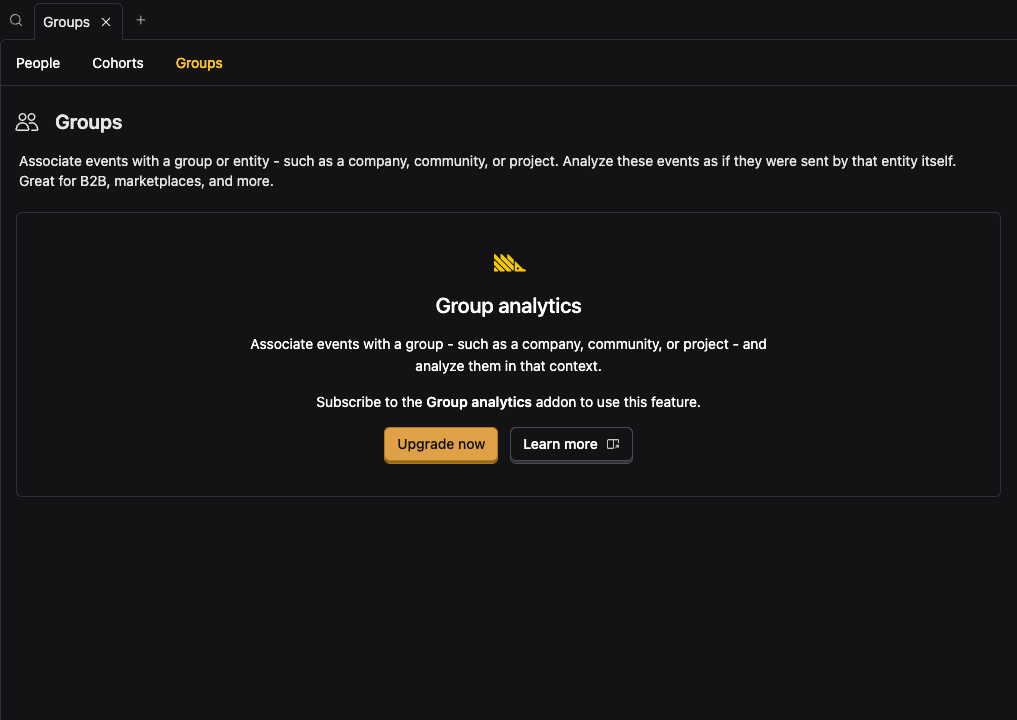 Groups
People Cohorts Groups
Groups
Associate events with a group or entity - such as a company, community, or project. Analyze these events as if they were sent by that entity itself.
Great for B2B, marketplaces, and more.
Group analytics
Associate events with a group - such as a company, community, or project - and
analyze them in that context.
Subscribe to the Group analytics addon to use this feature.
Upgrade now Learn more